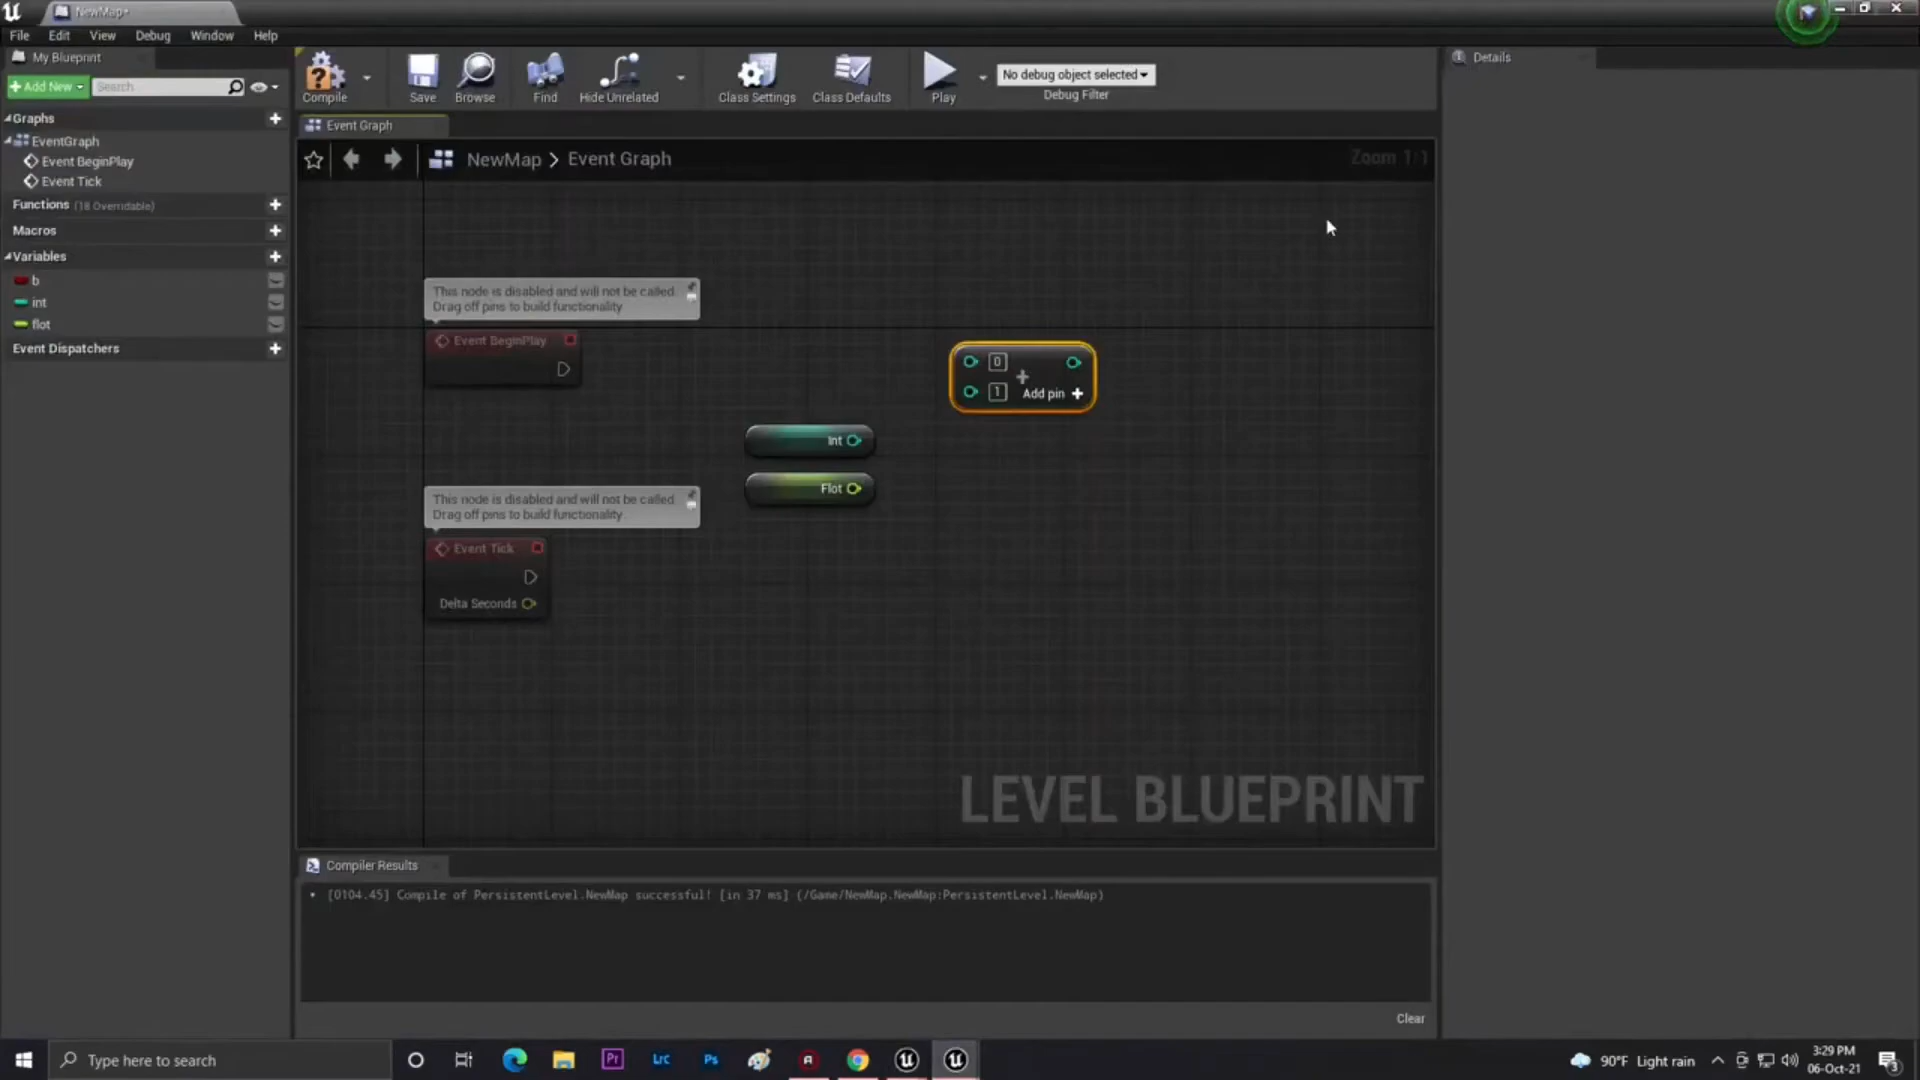 NewMap*
File Edit View Debug Window Help
My Blueprint
Add New
Search
Graphs
EventGraph
Event BeginPlay
Event Tick
Functions (18 Overridable)
Macros
Variables
b
int
flot
Event Dispatchers
Compile
Save
Browse
Find
Hide Unrelated
Class Settings
Class Defaults
Play
No debug object selected
Debug Filter
Event Graph
NewMap > Event Graph
Zoom 1:1
This node is disabled and will not be called.
Drag off pins to build functionality.
Event BeginPlay
0
1
Add pin
Int
Flot
This node is disabled and will not be called.
Drag off pins to build functionality.
Event Tick
Delta Seconds
LEVEL BLUEPRINT
Compiler Results
[0104.45] Compile of PersistentLevel.NewMap successful! [in 37 ms] (/Game/NewMap.NewMap:PersistentLevel.NewMap)
Clear
Details
Type here to search
Pr
Lrc
Ps
90°F Light rain
3:29 PM
06-Oct-21
3